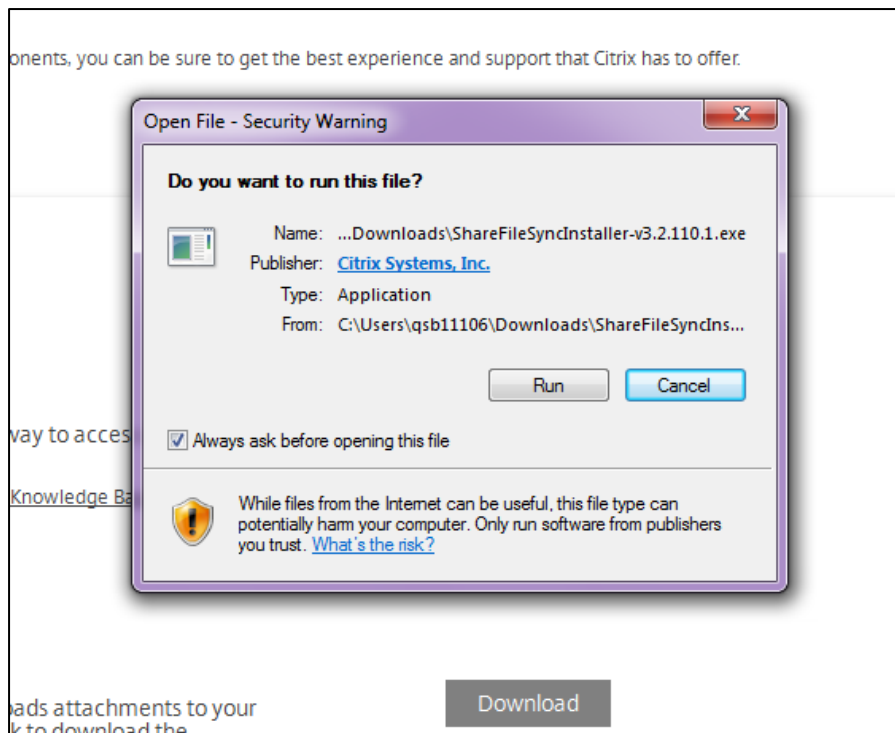 onents, you can be sure to get the best experience and support that Citrix has to offer.
Open File - Security Warning
Do you want to run this file?
Name: ...Downloads\ShareFileSyncInstaller-v3.2.110.1.exe
Publisher: Citrix Systems, Inc.
Type: Application
From: C:\Users\qsb11106\Downloads\ShareFileSyncIns...
Run Cancel
way to acces
Always ask before opening this file
Knowledge Ba
While files from the Internet can be useful, this file type can
potentially harm your computer. Only run software from publishers
you trust. What's the risk?
Download
oads attachments to your
k to download the